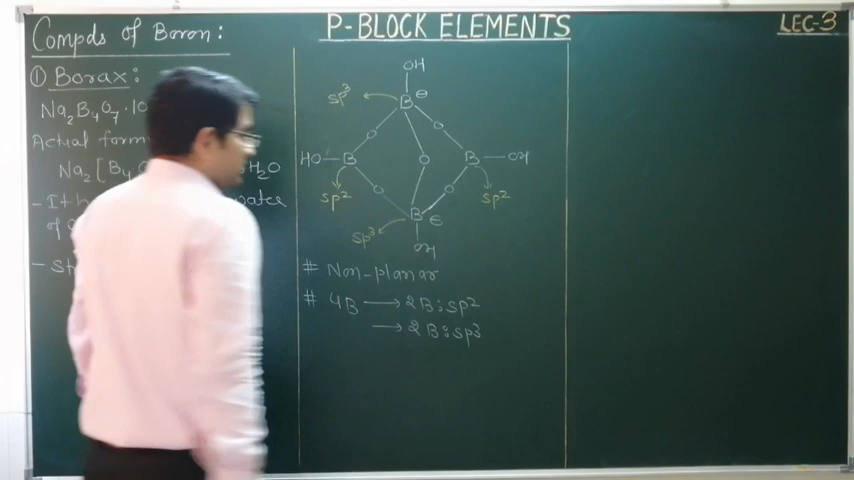 P-BLOCK ELEMENTS
LEC-3
Compds of Boron:
① Borax:
Na₂B₄O₇·10
Actual form
Na₂[B₄O H₂O
- It h water
of
- St
OH
sp³ B ⊖
O O
HO B O B OH
sp² O O sp²
sp³ B ⊖
OH
# Non-planar
# 4B → 2B: sp²
→ 2B: sp³